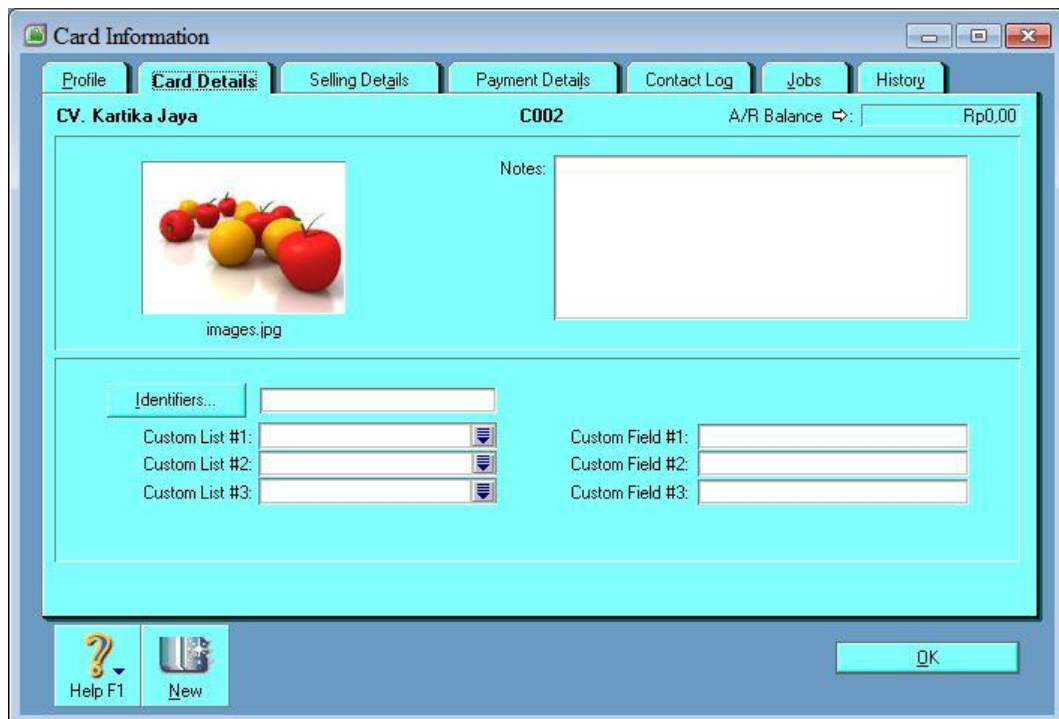 Card Information
Profile Card Details Selling Details Payment Details Contact Log Jobs History
CV. Kartika Jaya C002 A/R Balance ⇨: Rp0,00
Notes:
images.jpg
Identifiers...
Custom List #1: Custom Field #1:
Custom List #2: Custom Field #2:
Custom List #3: Custom Field #3:
Help F1 New OK